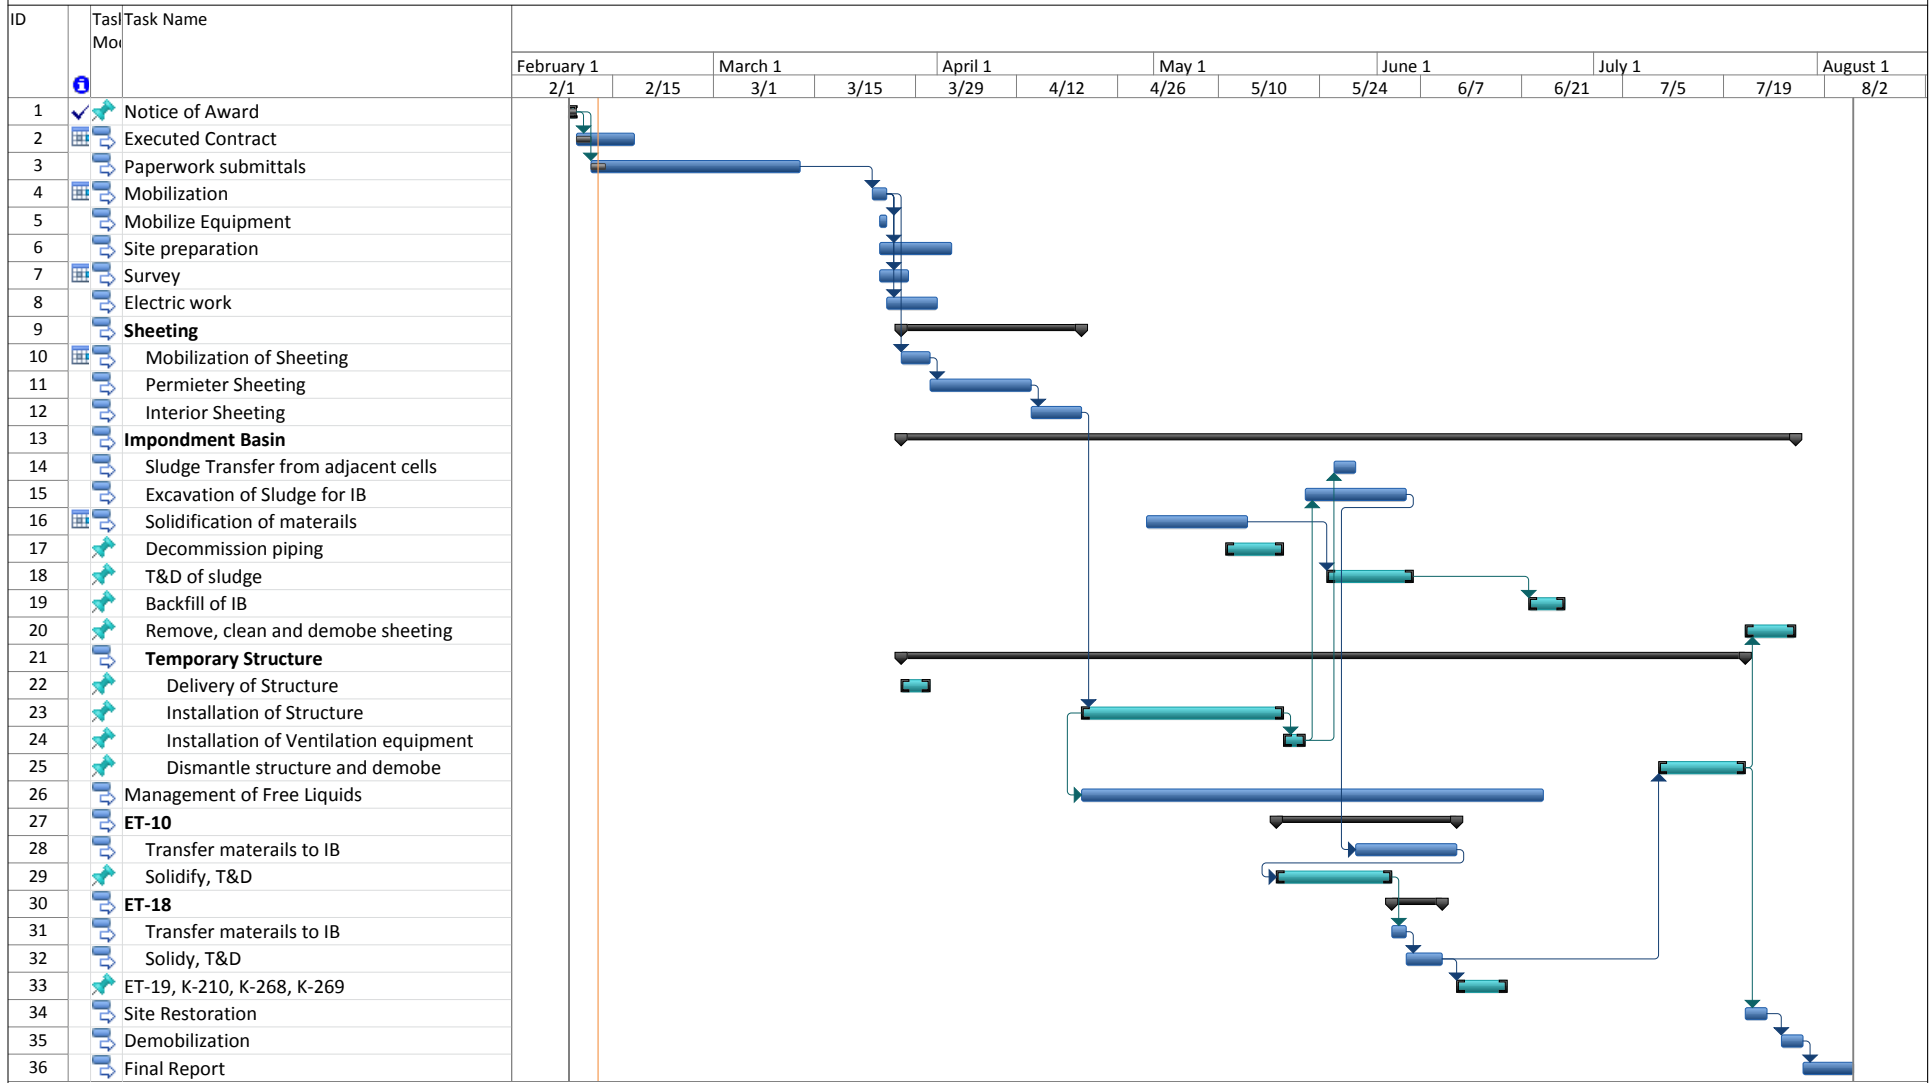 ID Task Mode Task Name
February 1 March 1 April 1 May 1 June 1 July 1 August 1
2/1 2/15 3/1 3/15 3/29 4/12 4/26 5/10 5/24 6/7 6/21 7/5 7/19 8/2
1 Notice of Award
2 Executed Contract
3 Paperwork submittals
4 Mobilization
5 Mobilize Equipment
6 Site preparation
7 Survey
8 Electric work
9 Sheeting
10 Mobilization of Sheeting
11 Permieter Sheeting
12 Interior Sheeting
13 Impondment Basin
14 Sludge Transfer from adjacent cells
15 Excavation of Sludge for IB
16 Solidification of materails
17 Decommission piping
18 T&D of sludge
19 Backfill of IB
20 Remove, clean and demobe sheeting
21 Temporary Structure
22 Delivery of Structure
23 Installation of Structure
24 Installation of Ventilation equipment
25 Dismantle structure and demobe
26 Management of Free Liquids
27 ET-10
28 Transfer materails to IB
29 Solidify, T&D
30 ET-18
31 Transfer materails to IB
32 Solidy, T&D
33 ET-19, K-210, K-268, K-269
34 Site Restoration
35 Demobilization
36 Final Report